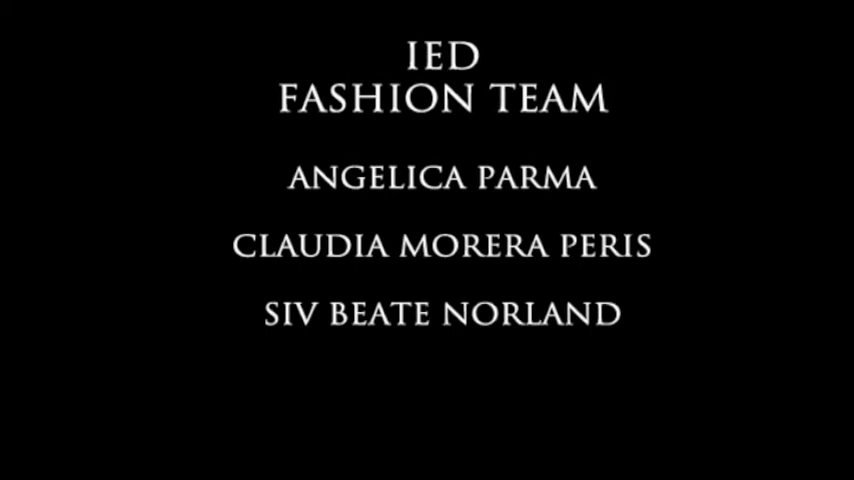 IED
FASHION TEAM
ANGELICA PARMA
CLAUDIA MORERA PERIS
SIV BEATE NORLAND